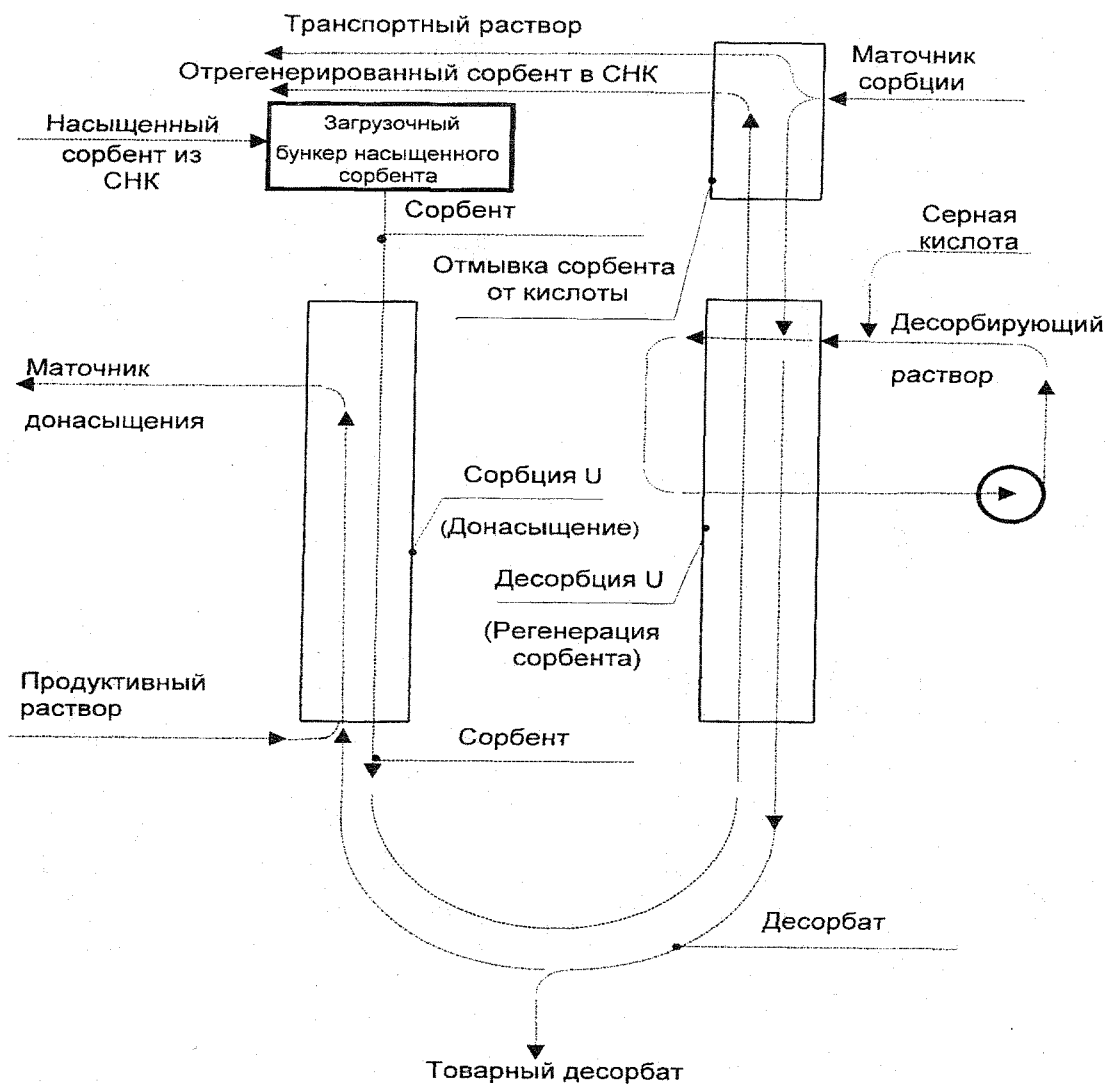 Транспортный раствор
Отрегенерированный сорбент в СНК
Маточник
сорбции
Насыщенный
сорбент из
СНК
Загрузочный
бункер насыщенного
сорбента
Сорбент
Серная
кислота
Отмывка сорбента
от кислоты
Десорбирующий
раствор
Маточник
донасыщения
Сорбция U
(Донасыщение)
Десорбция U
(Регенерация
сорбента)
Продуктивный
раствор
Сорбент
Десорбат
Товарный десорбат